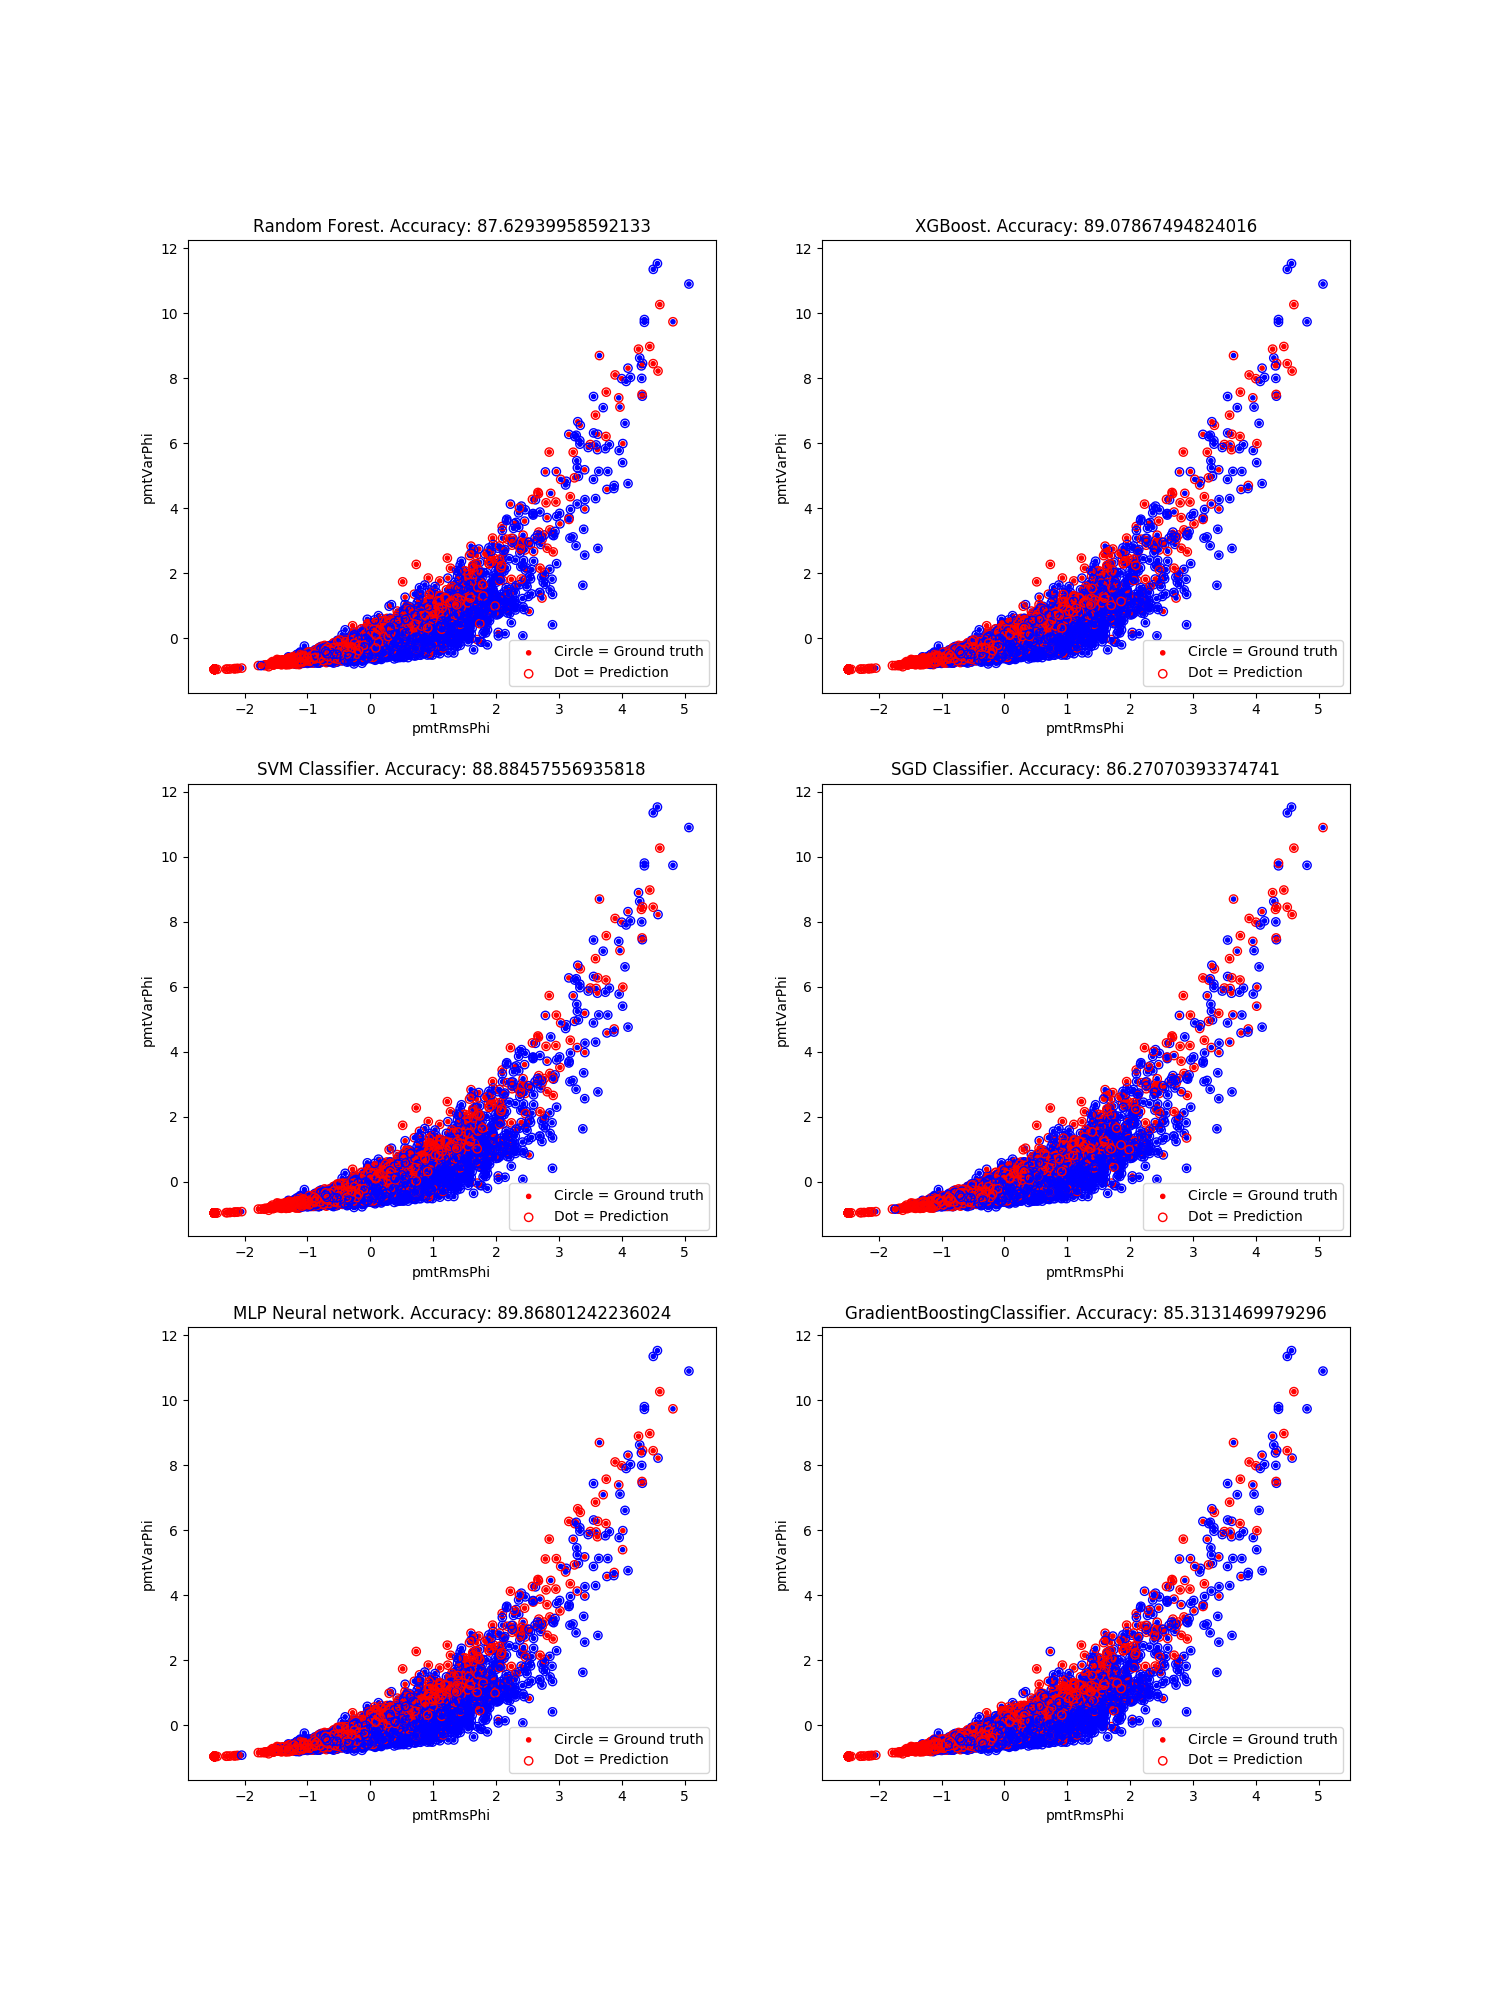 Random Forest. Accuracy: 87.62939958592133
12
10
8
6
4
2
0
pmtVarPhi
Circle = Ground truth
Dot = Prediction
−2 −1 0 1 2 3 4 5
pmtRmsPhi
XGBoost. Accuracy: 89.07867494824016
12
10
8
6
4
2
0
pmtVarPhi
Circle = Ground truth
Dot = Prediction
−2 −1 0 1 2 3 4 5
pmtRmsPhi
SVM Classifier. Accuracy: 88.88457556935818
12
10
8
6
4
2
0
pmtVarPhi
Circle = Ground truth
Dot = Prediction
−2 −1 0 1 2 3 4 5
pmtRmsPhi
SGD Classifier. Accuracy: 86.27070393374741
12
10
8
6
4
2
0
pmtVarPhi
Circle = Ground truth
Dot = Prediction
−2 −1 0 1 2 3 4 5
pmtRmsPhi
MLP Neural network. Accuracy: 89.86801242236024
12
10
8
6
4
2
0
pmtVarPhi
Circle = Ground truth
Dot = Prediction
−2 −1 0 1 2 3 4 5
pmtRmsPhi
GradientBoostingClassifier. Accuracy: 85.3131469979296
12
10
8
6
4
2
0
pmtVarPhi
Circle = Ground truth
Dot = Prediction
−2 −1 0 1 2 3 4 5
pmtRmsPhi